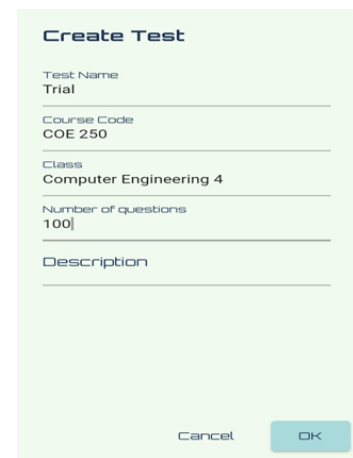 Create Test
Test Name
Trial
Course Code
COE 250
Class
Computer Engineering 4
Number of questions
100
Description
Cancel OK